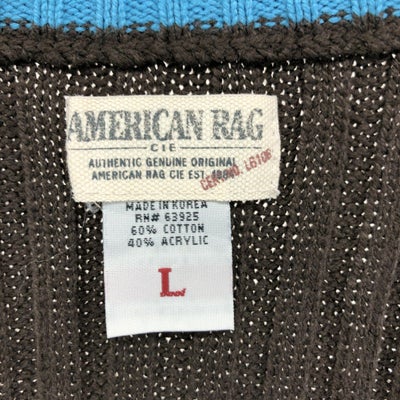 AMERICAN RAG
CIE
AUTHENTIC GENUINE ORIGINAL
AMERICAN RAG CIE EST.
MADE IN KOREA
RN# 63925
60% COTTON
40% ACRYLIC
L